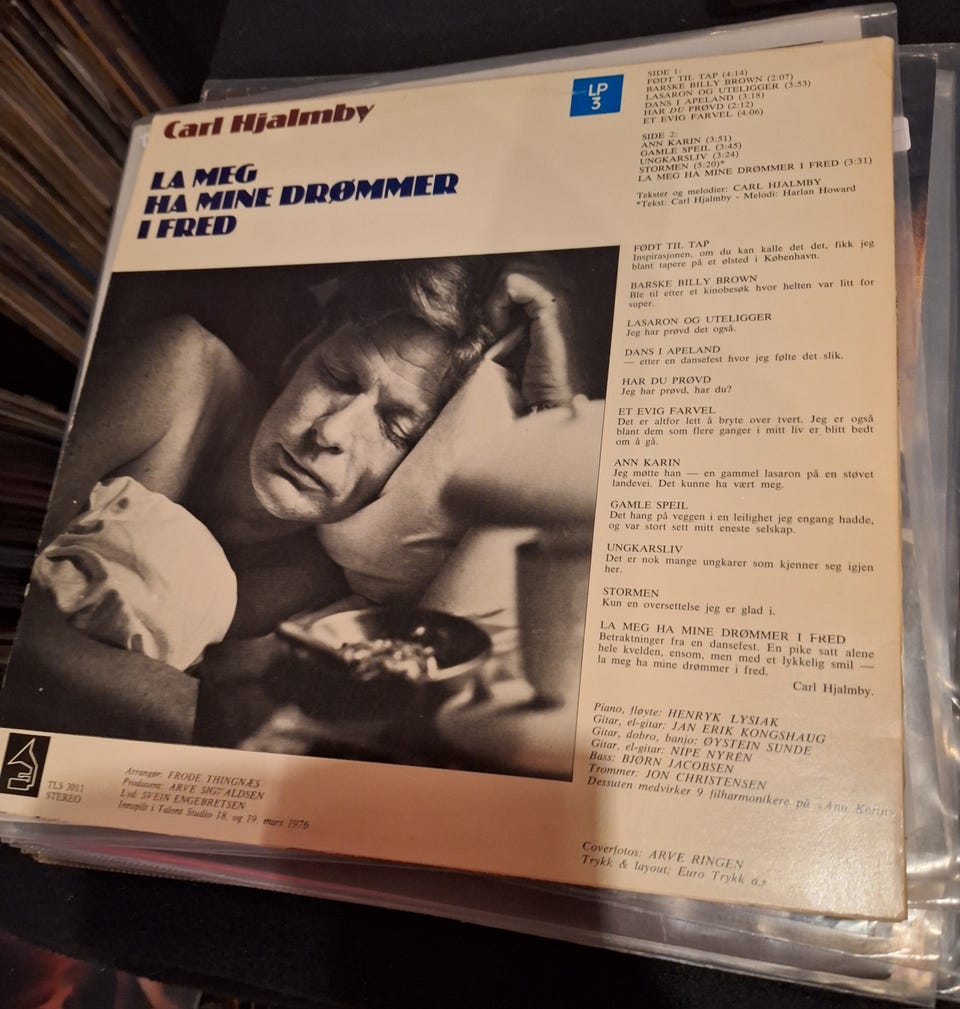 Carl Hjalmby
LA MEG
HA MINE DRØMMER
I FRED
LP
3
SIDE 1:
FØDT TIL TAP (4:14)
BARSKE BILLY BROWN (2:07)
LASARON OG UTELIGGER (3:53)
DANS I APELAND (3:18)
HAR DU PRØVD (2:12)
ET EVIG FARVEL (4:06)
SIDE 2:
ANN KARIN (3:51)
GAMLE SPEIL (3:45)
UNGKARSLIV (3:24)
STORMEN (5:20)*
LA MEG HA MINE DRØMMER I FRED (3:31)
Tekster og melodier: CARL HJALMBY
*Tekst: Carl Hjalmby - Melodi: Harlan Howard
FØDT TIL TAP
Inspirasjonen, om du kan kalle det det, fikk jeg
blant tapere på et ølsted i København.
BARSKE BILLY BROWN
Ble til etter et kinobesøk hvor helten var litt for
super.
LASARON OG UTELIGGER
Jeg har prøvd det også.
DANS I APELAND
— etter en dansefest hvor jeg følte det slik.
HAR DU PRØVD
Jeg har prøvd, har du?
ET EVIG FARVEL
Det er altfor lett å bryte over tvert. Jeg er også
blant dem som flere ganger i mitt liv er blitt bedt
om å gå.
ANN KARIN
Jeg møtte han — en gammel lasaron på en støvet
landevei. Det kunne ha vært meg.
GAMLE SPEIL
Det hang på veggen i en leilighet jeg engang hadde,
og var stort sett mitt eneste selskap.
UNGKARSLIV
Det er nok mange ungkarer som kjenner seg igjen
her.
STORMEN
Kun en oversettelse jeg er glad i.
LA MEG HA MINE DRØMMER I FRED
Betraktninger fra en dansefest. En pike satt alene
hele kvelden, ensom, men med et lykkelig smil —
la meg ha mine drømmer i fred.
Carl Hjalmby.
Piano, fløyte: HENRYK LYSIAK
Gitar, el-gitar: JAN ERIK KONGSHAUG
Gitar, dobro, banjo: ØYSTEIN SUNDE
Gitar, el-gitar: NIPE NYRÉN
Bass: BJØRN JACOBSEN
Trommer: JON CHRISTENSEN
Dessuten medvirker 9 filharmonikere på «Ann Karin»
Coverfotos: ARVE RINGEN
Trykk & layout: Euro Trykk a.s
TLS 3011
STEREO
Arrangør: FRODE THINGNÆS
Produsent: ARVE SIGVALDSEN
Lyd: SVEIN ENGEBRETSEN
Innspilt i Talent Studio 18. og 19. mars 1976